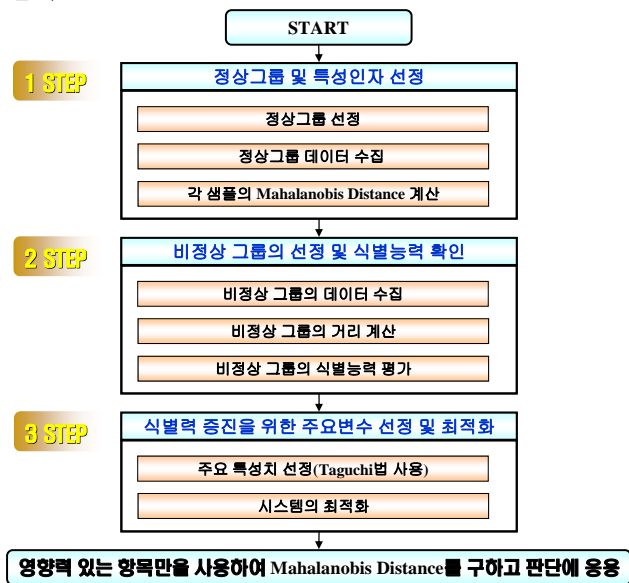 START
1 STEP
정상그룹 및 특성인자 선정
정상그룹 선정
정상그룹 데이터 수집
각 샘플의 Mahalanobis Distance 계산
2 STEP
비정상 그룹의 선정 및 식별능력 확인
비정상 그룹의 데이터 수집
비정상 그룹의 거리 계산
비정상 그룹의 식별능력 평가
3 STEP
식별력 증진을 위한 주요변수 선정 및 최적화
주요 특성치 선정(Taguchi법 사용)
시스템의 최적화
영향력 있는 항목만을 사용하여 Mahalanobis Distance를 구하고 판단에 응용